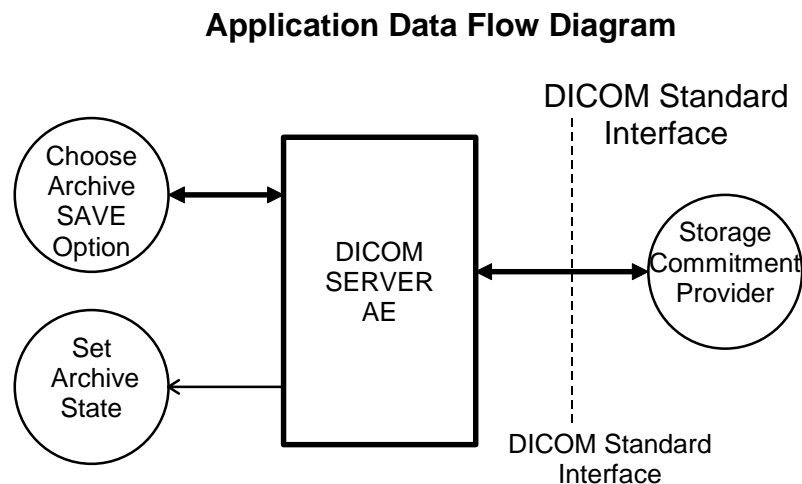 Application Data Flow Diagram
DICOM Standard
Interface
Choose
Archive
SAVE
Option
DICOM
SERVER
AE
Storage
Commitment
Provider
Set
Archive
State
DICOM Standard
Interface